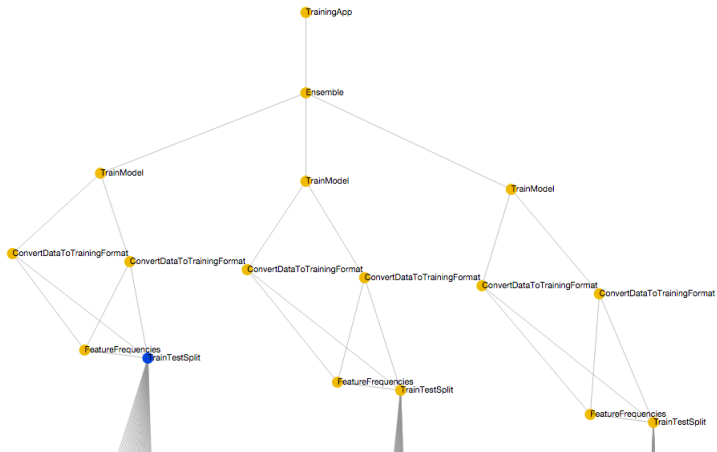 TrainingApp
Ensemble
TrainModel
TrainModel
TrainModel
ConvertDataToTrainingFormat
ConvertDataToTrainingFormat
ConvertDataToTrainingFormat
ConvertDataToTrainingFormat
ConvertDataToTrainingFormat
ConvertDataToTrainingFormat
FeatureFrequencies
TrainTestSplit
FeatureFrequencies
TrainTestSplit
FeatureFrequencies
TrainTestSplit